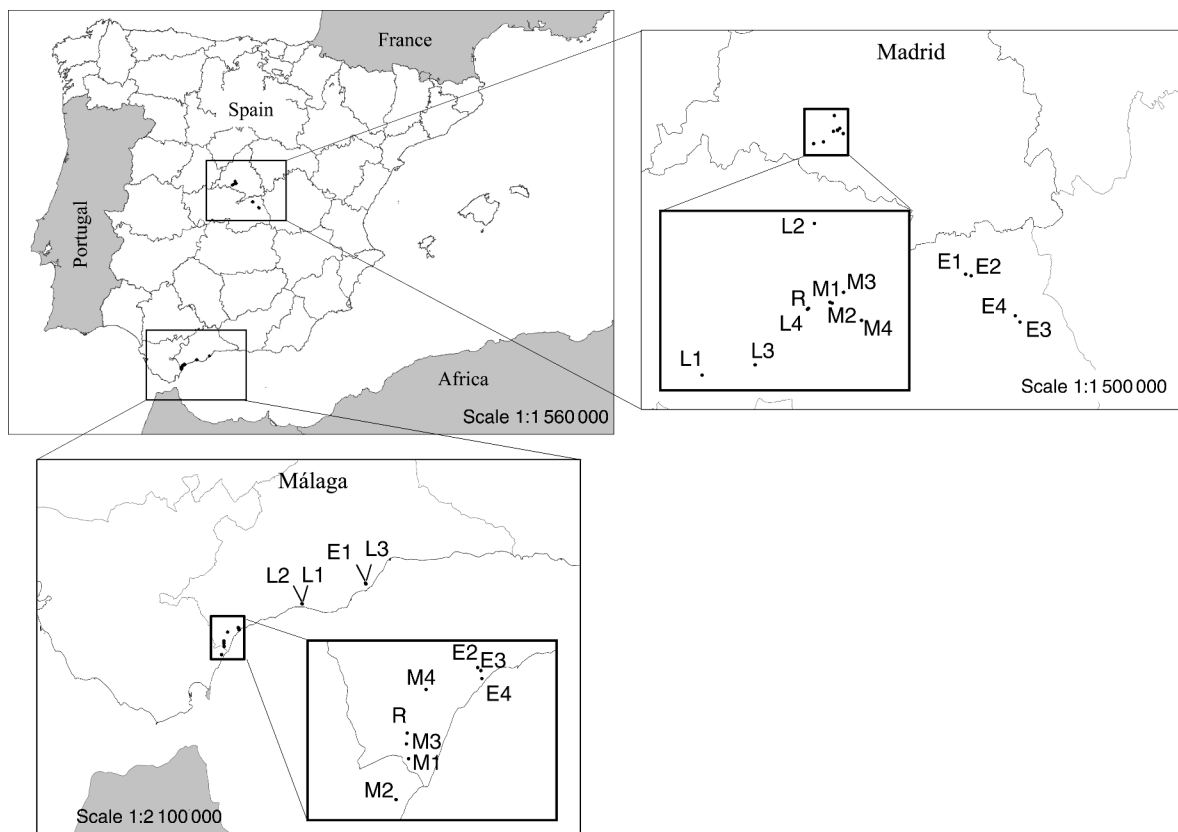 France
Spain
Portugal
Africa
Scale 1:1 560 000
Madrid
L2
E1 E2
M1 M3
R
L4
M2
M4
E4
E3
L1
L3
Scale 1:1 500 000
Málaga
E1 L3
L2 L1
E2
E3
M4
E4
R
M3
M1
M2
Scale 1:2 100 000